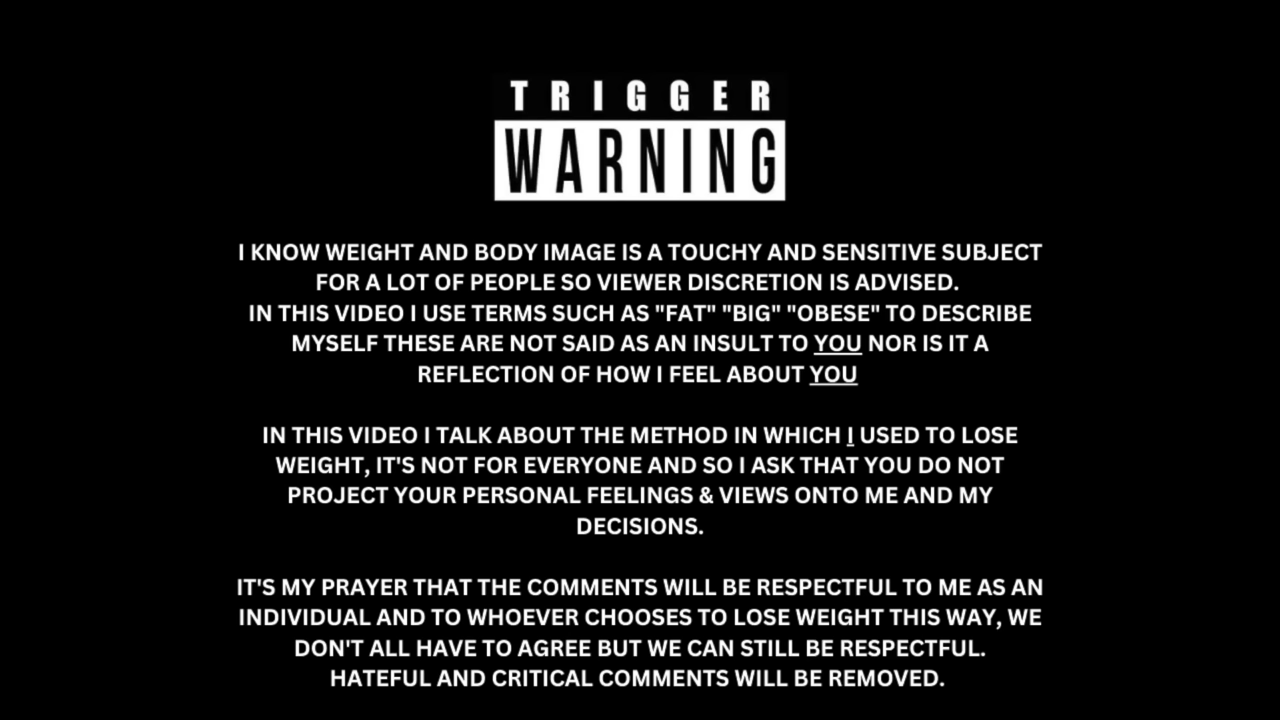 TRIGGER
WARNING
I KNOW WEIGHT AND BODY IMAGE IS A TOUCHY AND SENSITIVE SUBJECT
FOR A LOT OF PEOPLE SO VIEWER DISCRETION IS ADVISED.
IN THIS VIDEO I USE TERMS SUCH AS "FAT" "BIG" "OBESE" TO DESCRIBE
MYSELF THESE ARE NOT SAID AS AN INSULT TO YOU NOR IS IT A
REFLECTION OF HOW I FEEL ABOUT YOU
IN THIS VIDEO I TALK ABOUT THE METHOD IN WHICH I USED TO LOSE
WEIGHT, IT'S NOT FOR EVERYONE AND SO I ASK THAT YOU DO NOT
PROJECT YOUR PERSONAL FEELINGS & VIEWS ONTO ME AND MY
DECISIONS.
IT'S MY PRAYER THAT THE COMMENTS WILL BE RESPECTFUL TO ME AS AN
INDIVIDUAL AND TO WHOEVER CHOOSES TO LOSE WEIGHT THIS WAY, WE
DON'T ALL HAVE TO AGREE BUT WE CAN STILL BE RESPECTFUL.
HATEFUL AND CRITICAL COMMENTS WILL BE REMOVED.